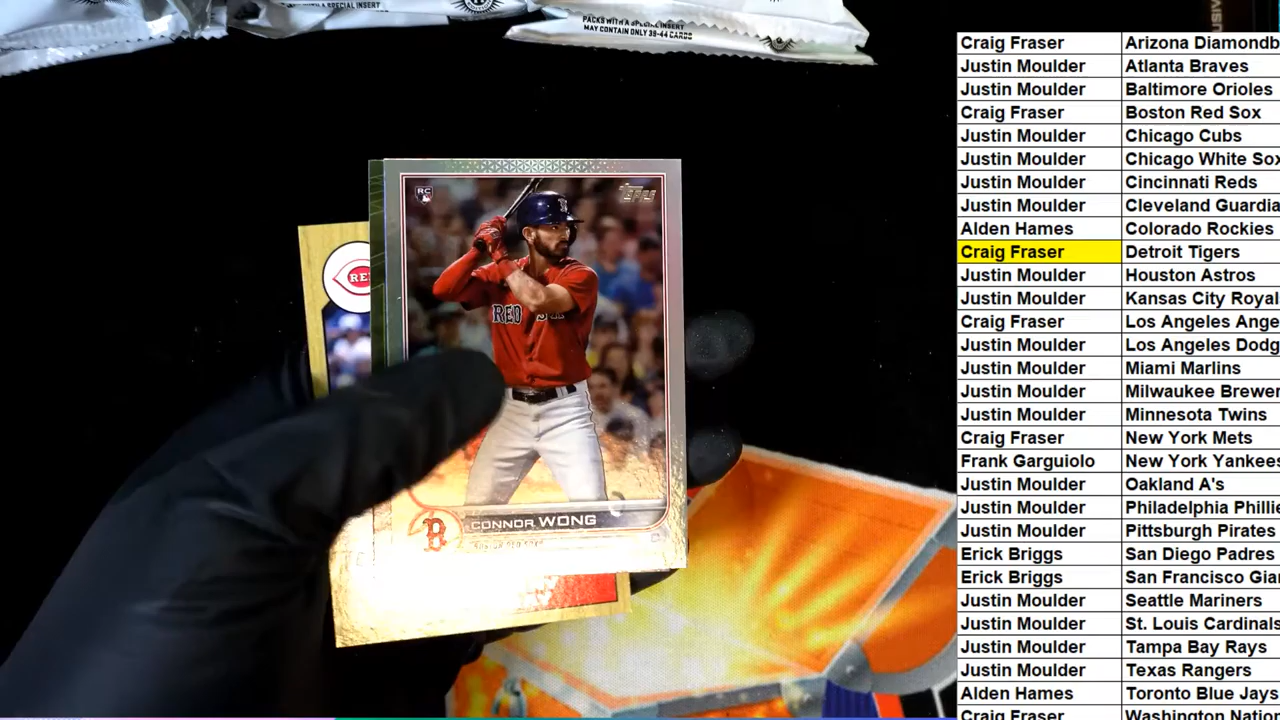 A SPECIAL INSERT
PACKS WITH A SPECIAL INSERT
MAY CONTAIN ONLY 39-44 CARDS
RC
TOPPS
RED
CONNOR WONG
B
Craig Fraser Arizona Diamondb
Justin Moulder Atlanta Braves
Justin Moulder Baltimore Orioles
Craig Fraser Boston Red Sox
Justin Moulder Chicago Cubs
Justin Moulder Chicago White Sox
Justin Moulder Cincinnati Reds
Justin Moulder Cleveland Guardia
Alden Hames Colorado Rockies
Craig Fraser Detroit Tigers
Justin Moulder Houston Astros
Justin Moulder Kansas City Royal
Craig Fraser Los Angeles Ange
Justin Moulder Los Angeles Dodg
Justin Moulder Miami Marlins
Justin Moulder Milwaukee Brewer
Justin Moulder Minnesota Twins
Craig Fraser New York Mets
Frank Garguiolo New York Yankees
Justin Moulder Oakland A's
Justin Moulder Philadelphia Phillie
Justin Moulder Pittsburgh Pirates
Erick Briggs San Diego Padres
Erick Briggs San Francisco Gian
Justin Moulder Seattle Mariners
Justin Moulder St. Louis Cardinals
Justin Moulder Tampa Bay Rays
Justin Moulder Texas Rangers
Alden Hames Toronto Blue Jays
Craig Fraser Washington Nation